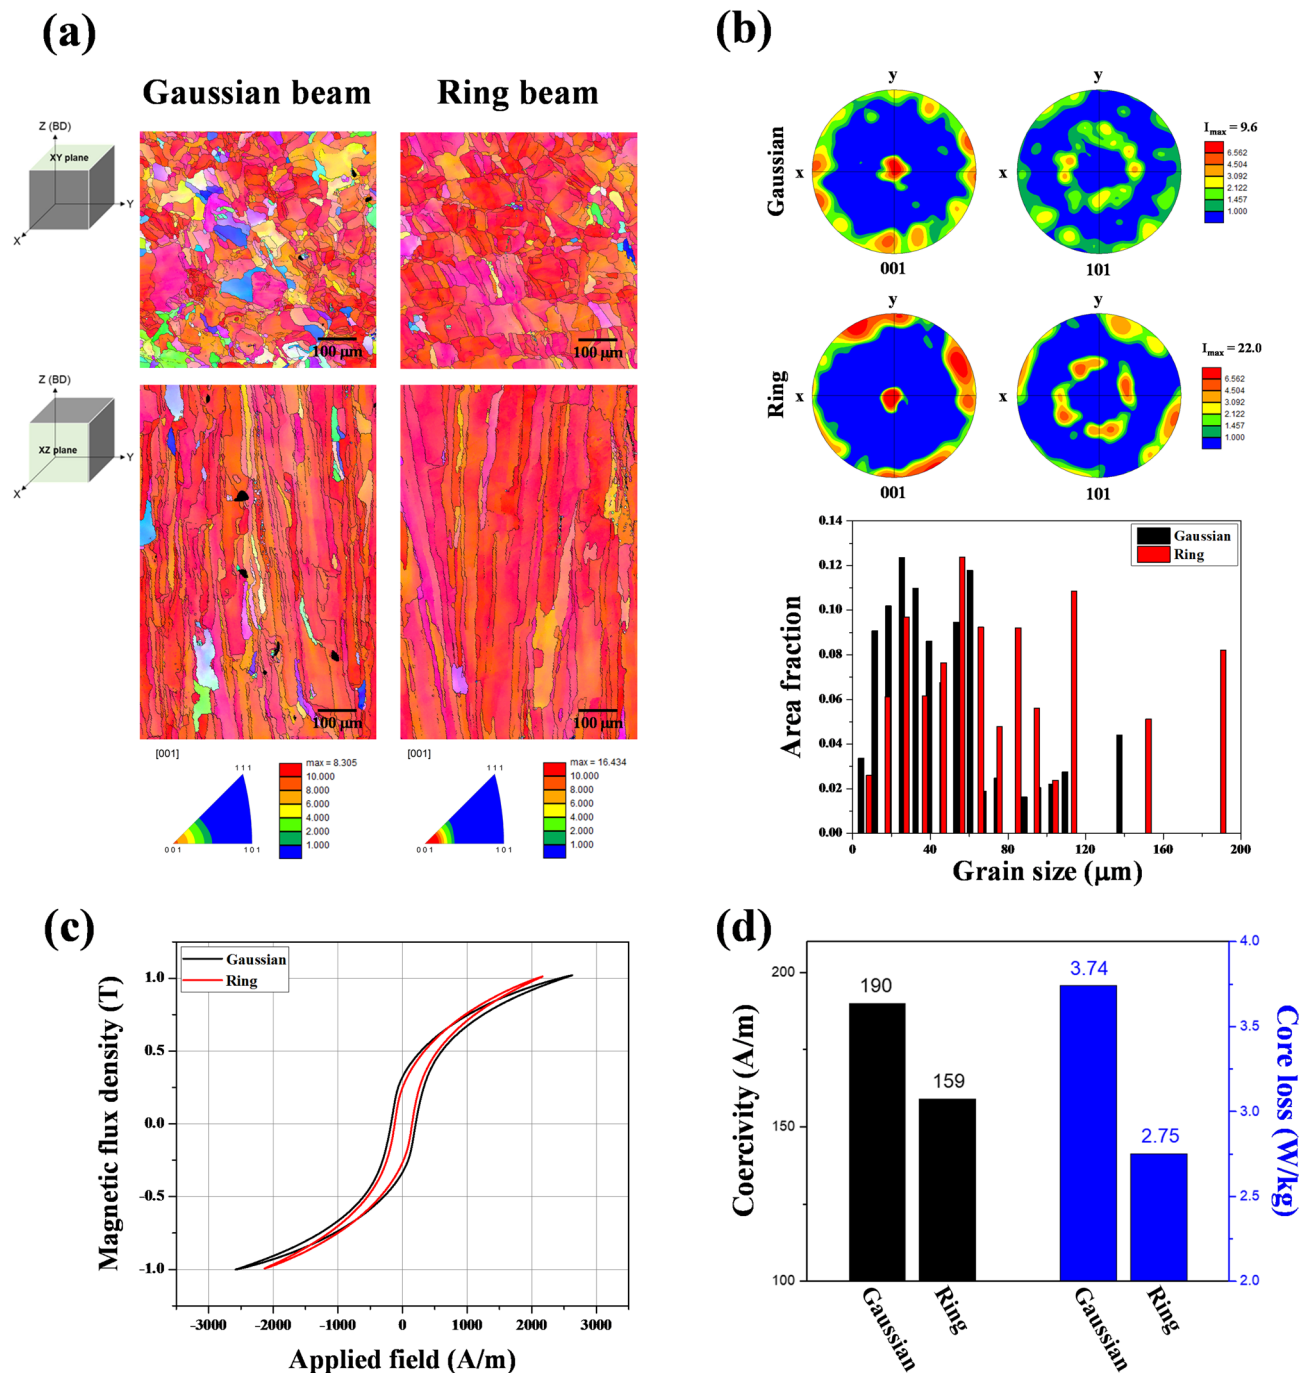 (a)
Gaussian beam
Ring beam
Z (BD)
XY plane
Y
X
100 μm
100 μm
Z (BD)
XZ plane
Y
X
100 μm
100 μm
[001]
111
001
101
max = 8.305
10.000
8.000
6.000
4.000
2.000
1.000
[001]
111
001
101
max = 16.434
10.000
8.000
6.000
4.000
2.000
1.000
(b)
Gaussian
y
x
001
y
x
101
Imax = 9.6
6.562
4.504
3.092
2.122
1.457
1.000
Ring
y
x
001
y
x
101
Imax = 22.0
6.562
4.504
3.092
2.122
1.457
1.000
Area fraction
0.14
0.12
0.10
0.08
0.06
0.04
0.02
0.00
Gaussian
Ring
0 40 80 120 160 200
Grain size (μm)
(c)
Magnetic flux density (T)
1.0
0.5
0.0
-0.5
-1.0
Gaussian
Ring
-3000 -2000 -1000 0 1000 2000 3000
Applied field (A/m)
(d)
Coercivity (A/m)
200
150
100
190
159
3.74
2.75
4.0
3.5
3.0
2.5
2.0
Core loss (W/kg)
Gaussian
Ring
Gaussian
Ring